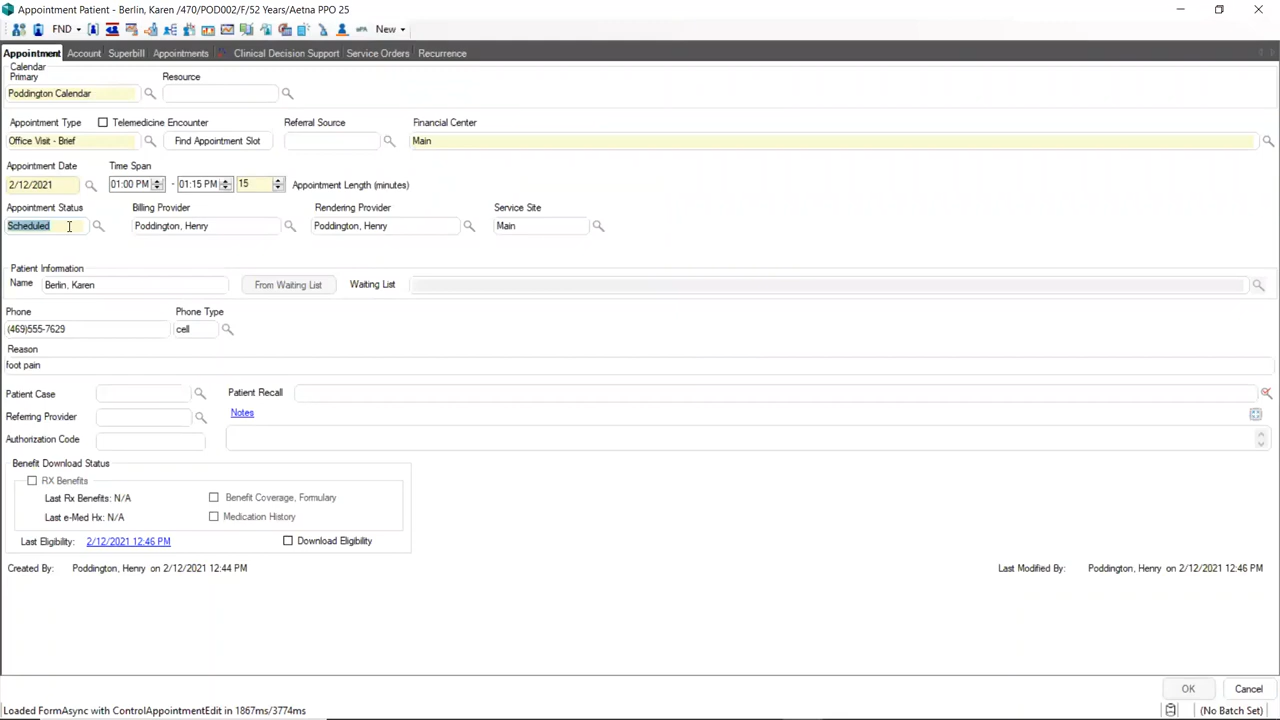 Appointment Patient - Berlin, Karen /470/POD002/F/52 Years/Aetna PPO 25
FND New
Appointment Account Superbill Appointments Clinical Decision Support Service Orders Recurrence
Calendar
Primary Resource
Poddington Calendar
Appointment Type Telemedicine Encounter Referral Source Financial Center
Office Visit - Brief Find Appointment Slot Main
Appointment Date Time Span
2/12/2021 01:00 PM - 01:15 PM 15 Appointment Length (minutes)
Appointment Status Billing Provider Rendering Provider Service Site
Scheduled Poddington, Henry Poddington, Henry Main
Patient Information
Name Berlin, Karen From Waiting List Waiting List
Phone Phone Type
(469)555-7629 cell
Reason
foot pain
Patient Case Patient Recall
Referring Provider Notes
Authorization Code
Benefit Download Status
RX Benefits
Last Rx Benefits: N/A Benefit Coverage, Formulary
Last e-Med Hx: N/A Medication History
Last Eligibility: 2/12/2021 12:46 PM Download Eligibility
Created By: Poddington, Henry on 2/12/2021 12:44 PM Last Modified By: Poddington, Henry on 2/12/2021 12:46 PM
OK Cancel
Loaded FormAsync with ControlAppointmentEdit in 1867ms/3774ms (No Batch Set)